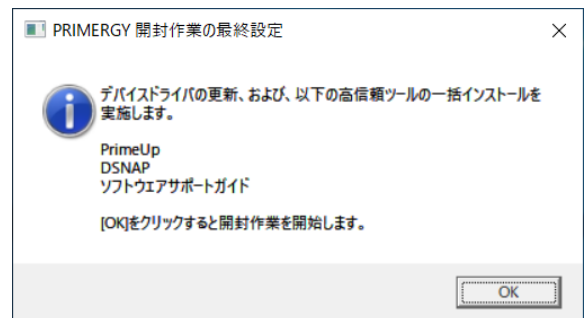 PRIMERGY 開封作業の最終設定
デバイスドライバの更新、および、以下の高信頼ツールの一括インストールを
実施します。
PrimeUp
DSNAP
ソフトウェアサポートガイド
[OK]をクリックすると開封作業を開始します。
OK